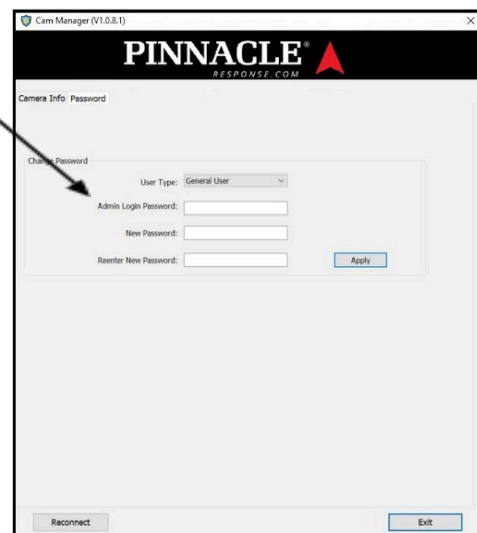 Cam Manager (V1.0.8.1)
PINNACLE®
RESPONSE.COM
Camera Info Password
Change Password
User Type: General User
Admin Login Password:
New Password:
Reenter New Password:
Apply
Reconnect
Exit